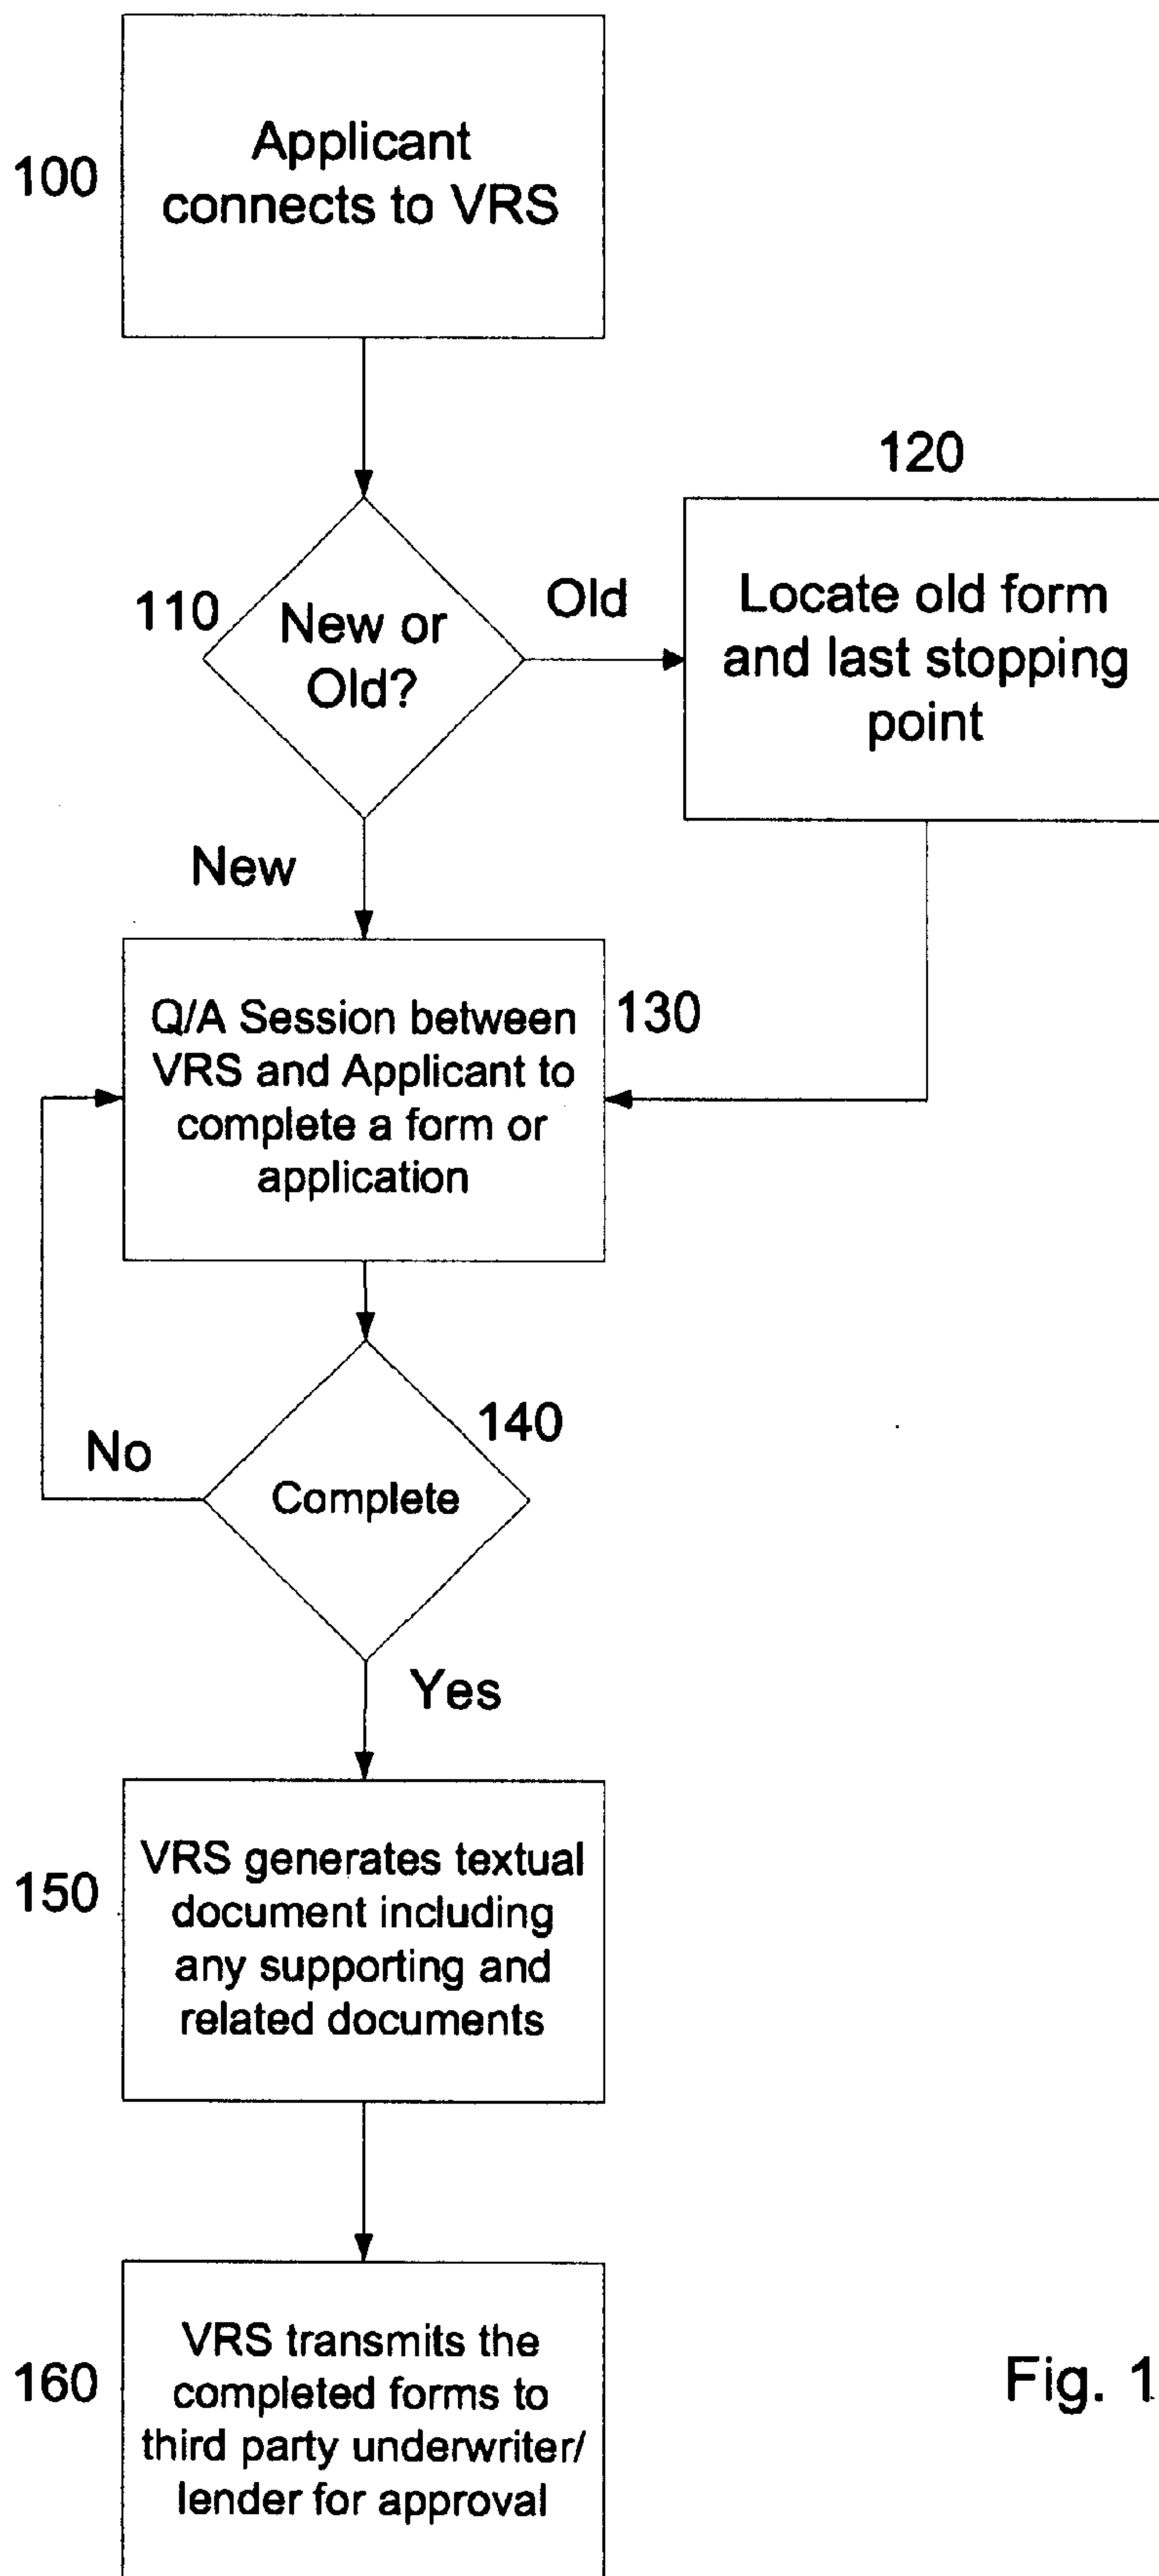 Applicant
connects to VRS
100
120
Locate old form
and last stopping
point
Old
110
New or
Old?
New
Q/A Session between
VRS and Applicant to
complete a form or
application
130
140
Complete
No
Yes
150
VRS generates textual
document including
any supporting and
related documents
160
VRS transmits the
completed forms to
third party underwriter/
lender for approval
Fig. 1